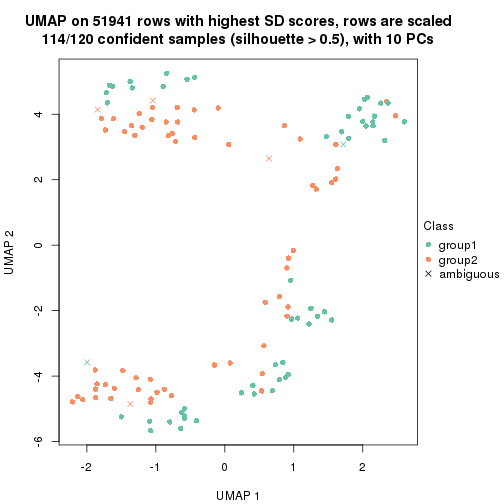 UMAP on 51941 rows with highest SD scores, rows are scaled
114/120 confident samples (silhouette > 0.5), with 10 PCs
4
2
0
-2
-4
-6
UMAP 2
-2
-1
0
1
2
UMAP 1
Class
group1
group2
ambiguous